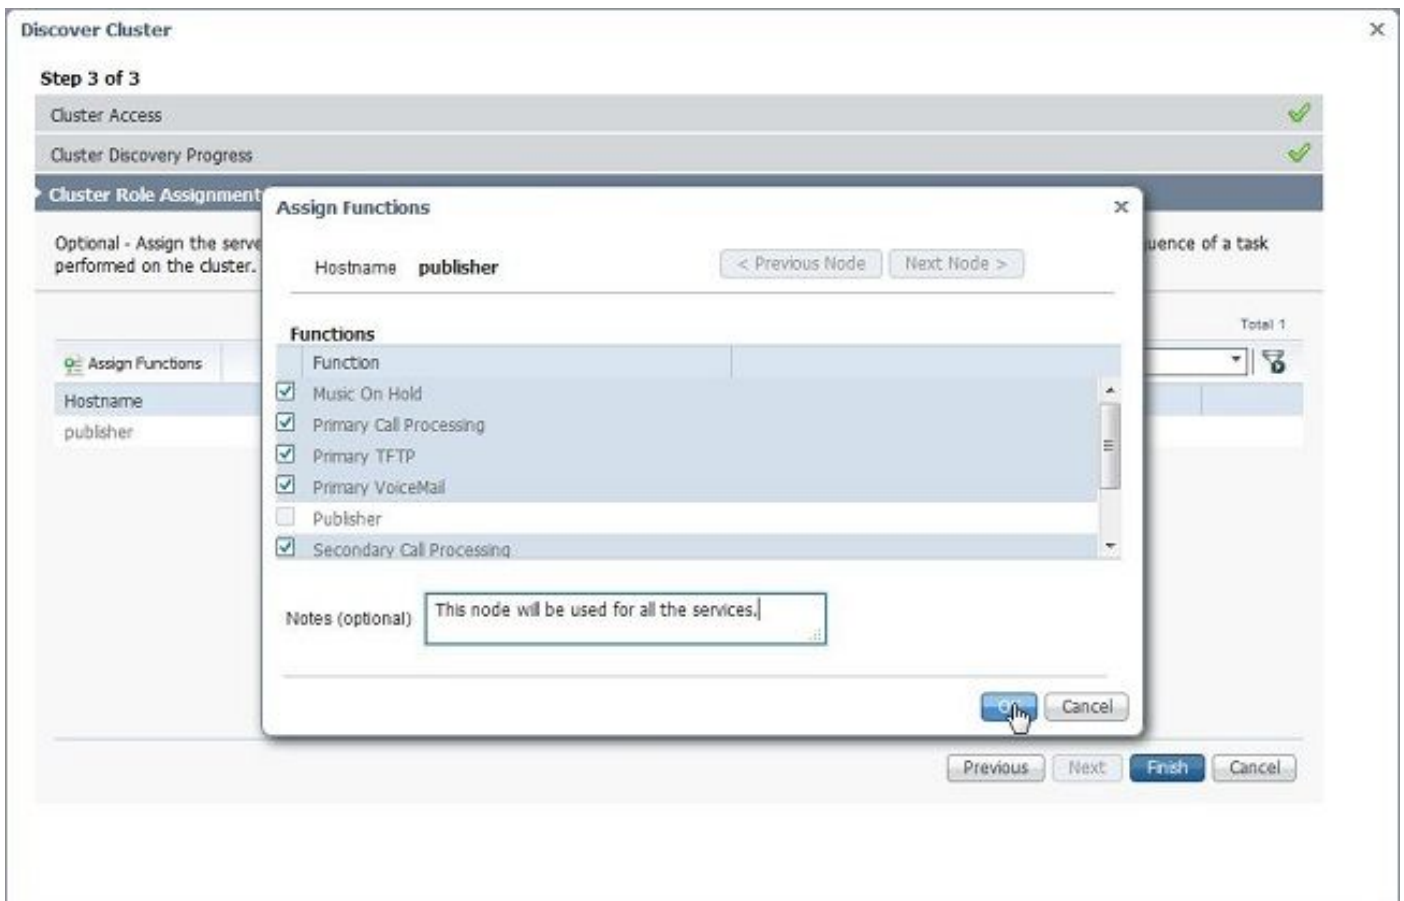 Discover Cluster
Step 3 of 3
Cluster Access
Cluster Discovery Progress
Cluster Role Assignment
Optional - Assign the serve
uence of a task
performed on the cluster.
Total 1
Assign Functions
Hostname
publisher
Assign Functions
Hostname publisher
< Previous Node Next Node >
Functions
Function
Music On Hold
Primary Call Processing
Primary TFTP
Primary VoiceMail
Publisher
Secondary Call Processing
Notes (optional) This node will be used for all the services.
Cancel
Previous Next Finish Cancel